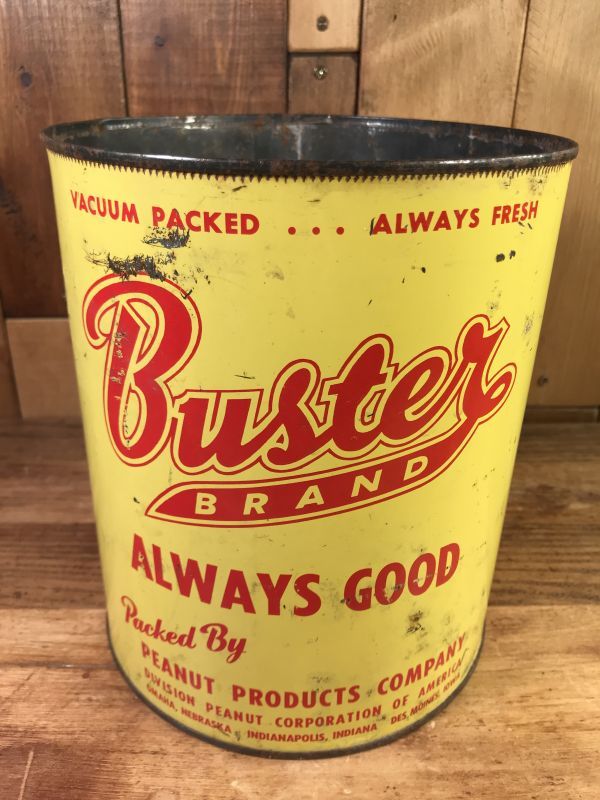 VACUUM PACKED ... ALWAYS FRESH
Buster
BRAND
ALWAYS GOOD
Packed By
PEANUT PRODUCTS COMPANY
DIVISION PEANUT CORPORATION OF AMERICA
OMAHA, NEBRASKA INDIANAPOLIS, INDIANA DES MOINES, IOWA